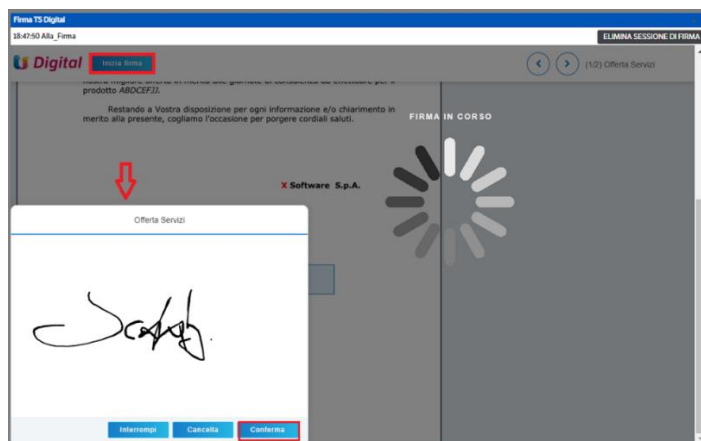 Firma T5 Digital
18:47:50 Alla_Firma
ELIMINA SESSIONE DI FIRMA
Digital
Inizia firma
(1/2) Offerta Servizi
prodotto ABDCEFJJ.
Restando a Vostra disposizione per ogni informazione e/o chiarimento in
merito alla presente, cogliamo l'occasione per porgere cordiali saluti.
FIRMA IN CORSO
X Software S.p.A.
Offerta Servizi
Interrompi
Cancella
Conferma